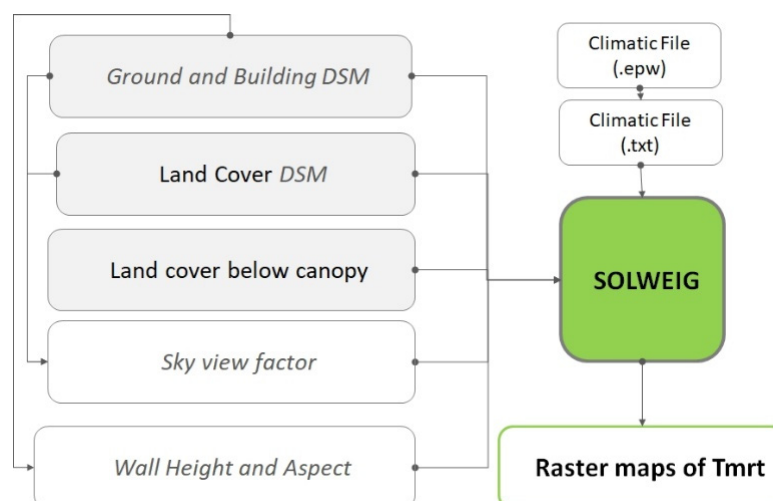 Ground and Building DSM
Land Cover DSM
Land cover below canopy
Sky view factor
Wall Height and Aspect
Climatic File
(.epw)
Climatic File
(.txt)
SOLWEIG
Raster maps of Tmrt